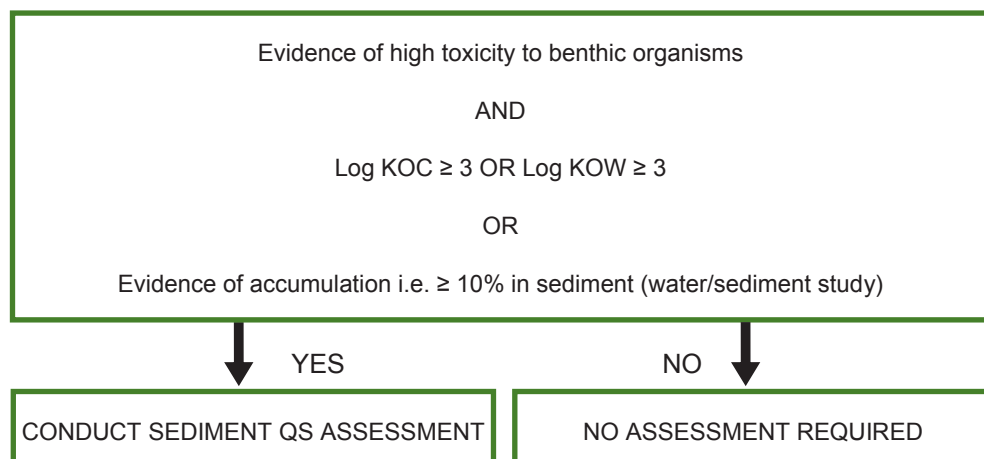 Evidence of high toxicity to benthic organisms
AND
Log KOC ≥ 3 OR Log KOW ≥ 3
OR
Evidence of accumulation i.e. ≥ 10% in sediment (water/sediment study)
YES
NO
CONDUCT SEDIMENT QS ASSESSMENT
NO ASSESSMENT REQUIRED